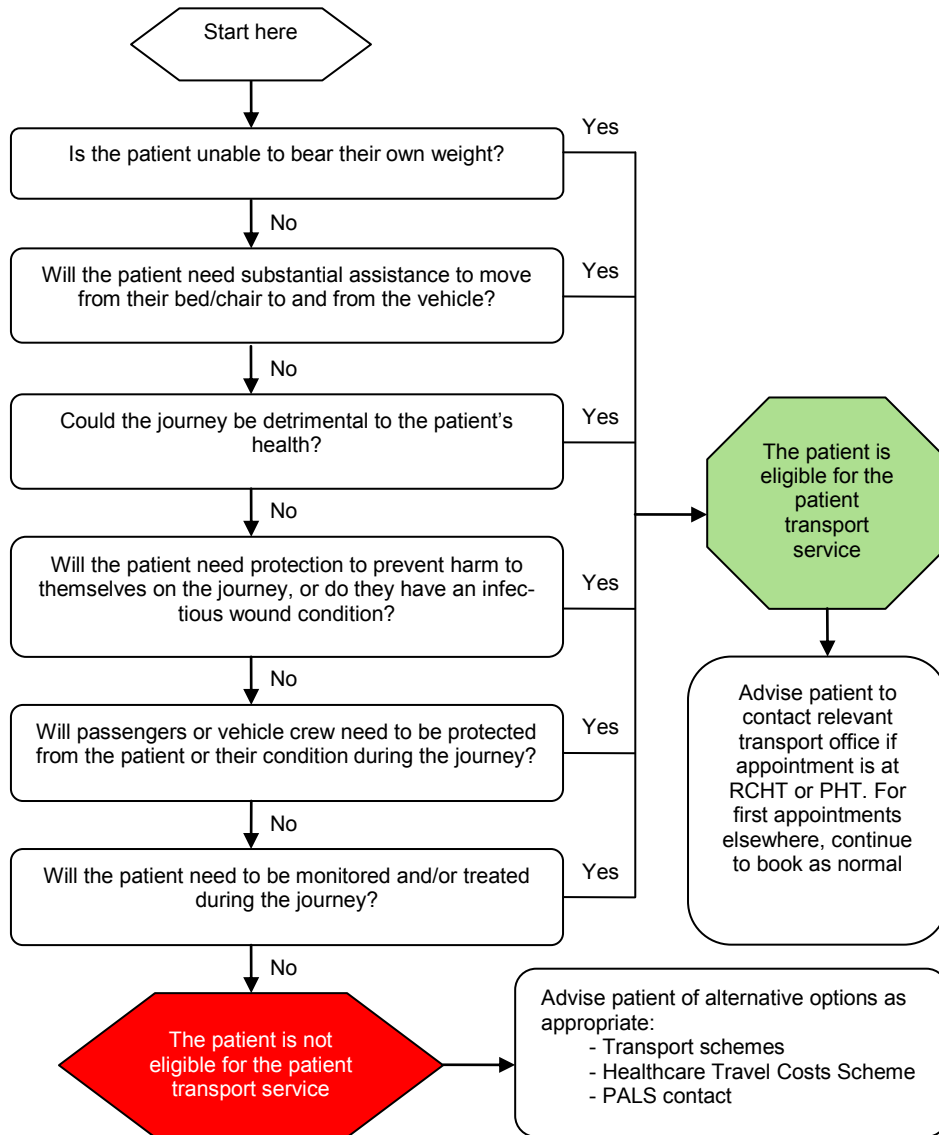 Start here
Yes
Is the patient unable to bear their own weight?
No
Will the patient need substantial assistance to move
from their bed/chair to and from the vehicle?
Yes
No
Could the journey be detrimental to the patient's
health?
Yes
No
Will the patient need protection to prevent harm to
themselves on the journey, or do they have an infec-
tious wound condition?
Yes
No
Will passengers or vehicle crew need to be protected
from the patient or their condition during the journey?
Yes
No
Will the patient need to be monitored and/or treated
during the journey?
Yes
No
The patient is
eligible for the
patient
transport
service
Advise patient to
contact relevant
transport office if
appointment is at
RCHT or PHT. For
first appointments
elsewhere, continue
to book as normal
The patient is not
eligible for the patient
transport service
Advise patient of alternative options as
appropriate:
- Transport schemes
- Healthcare Travel Costs Scheme
- PALS contact